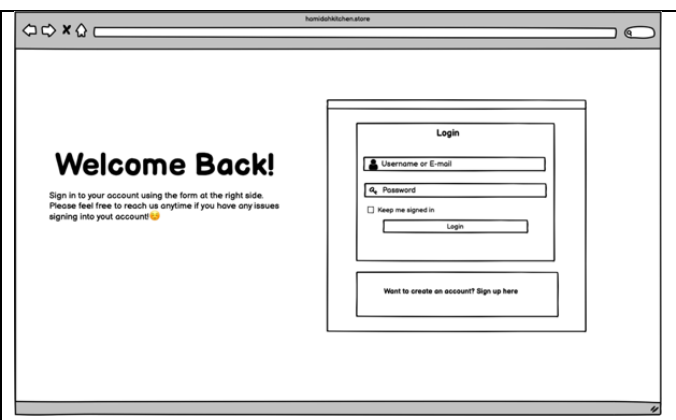 hamidahkitchen.store
Welcome Back!
Sign in to your account using the form at the right side.
Please feel free to reach us anytime if you have any issues
signing into yout account!😊
Login
Username or E-mail
Password
Keep me signed in
Login
Want to create an account? Sign up here